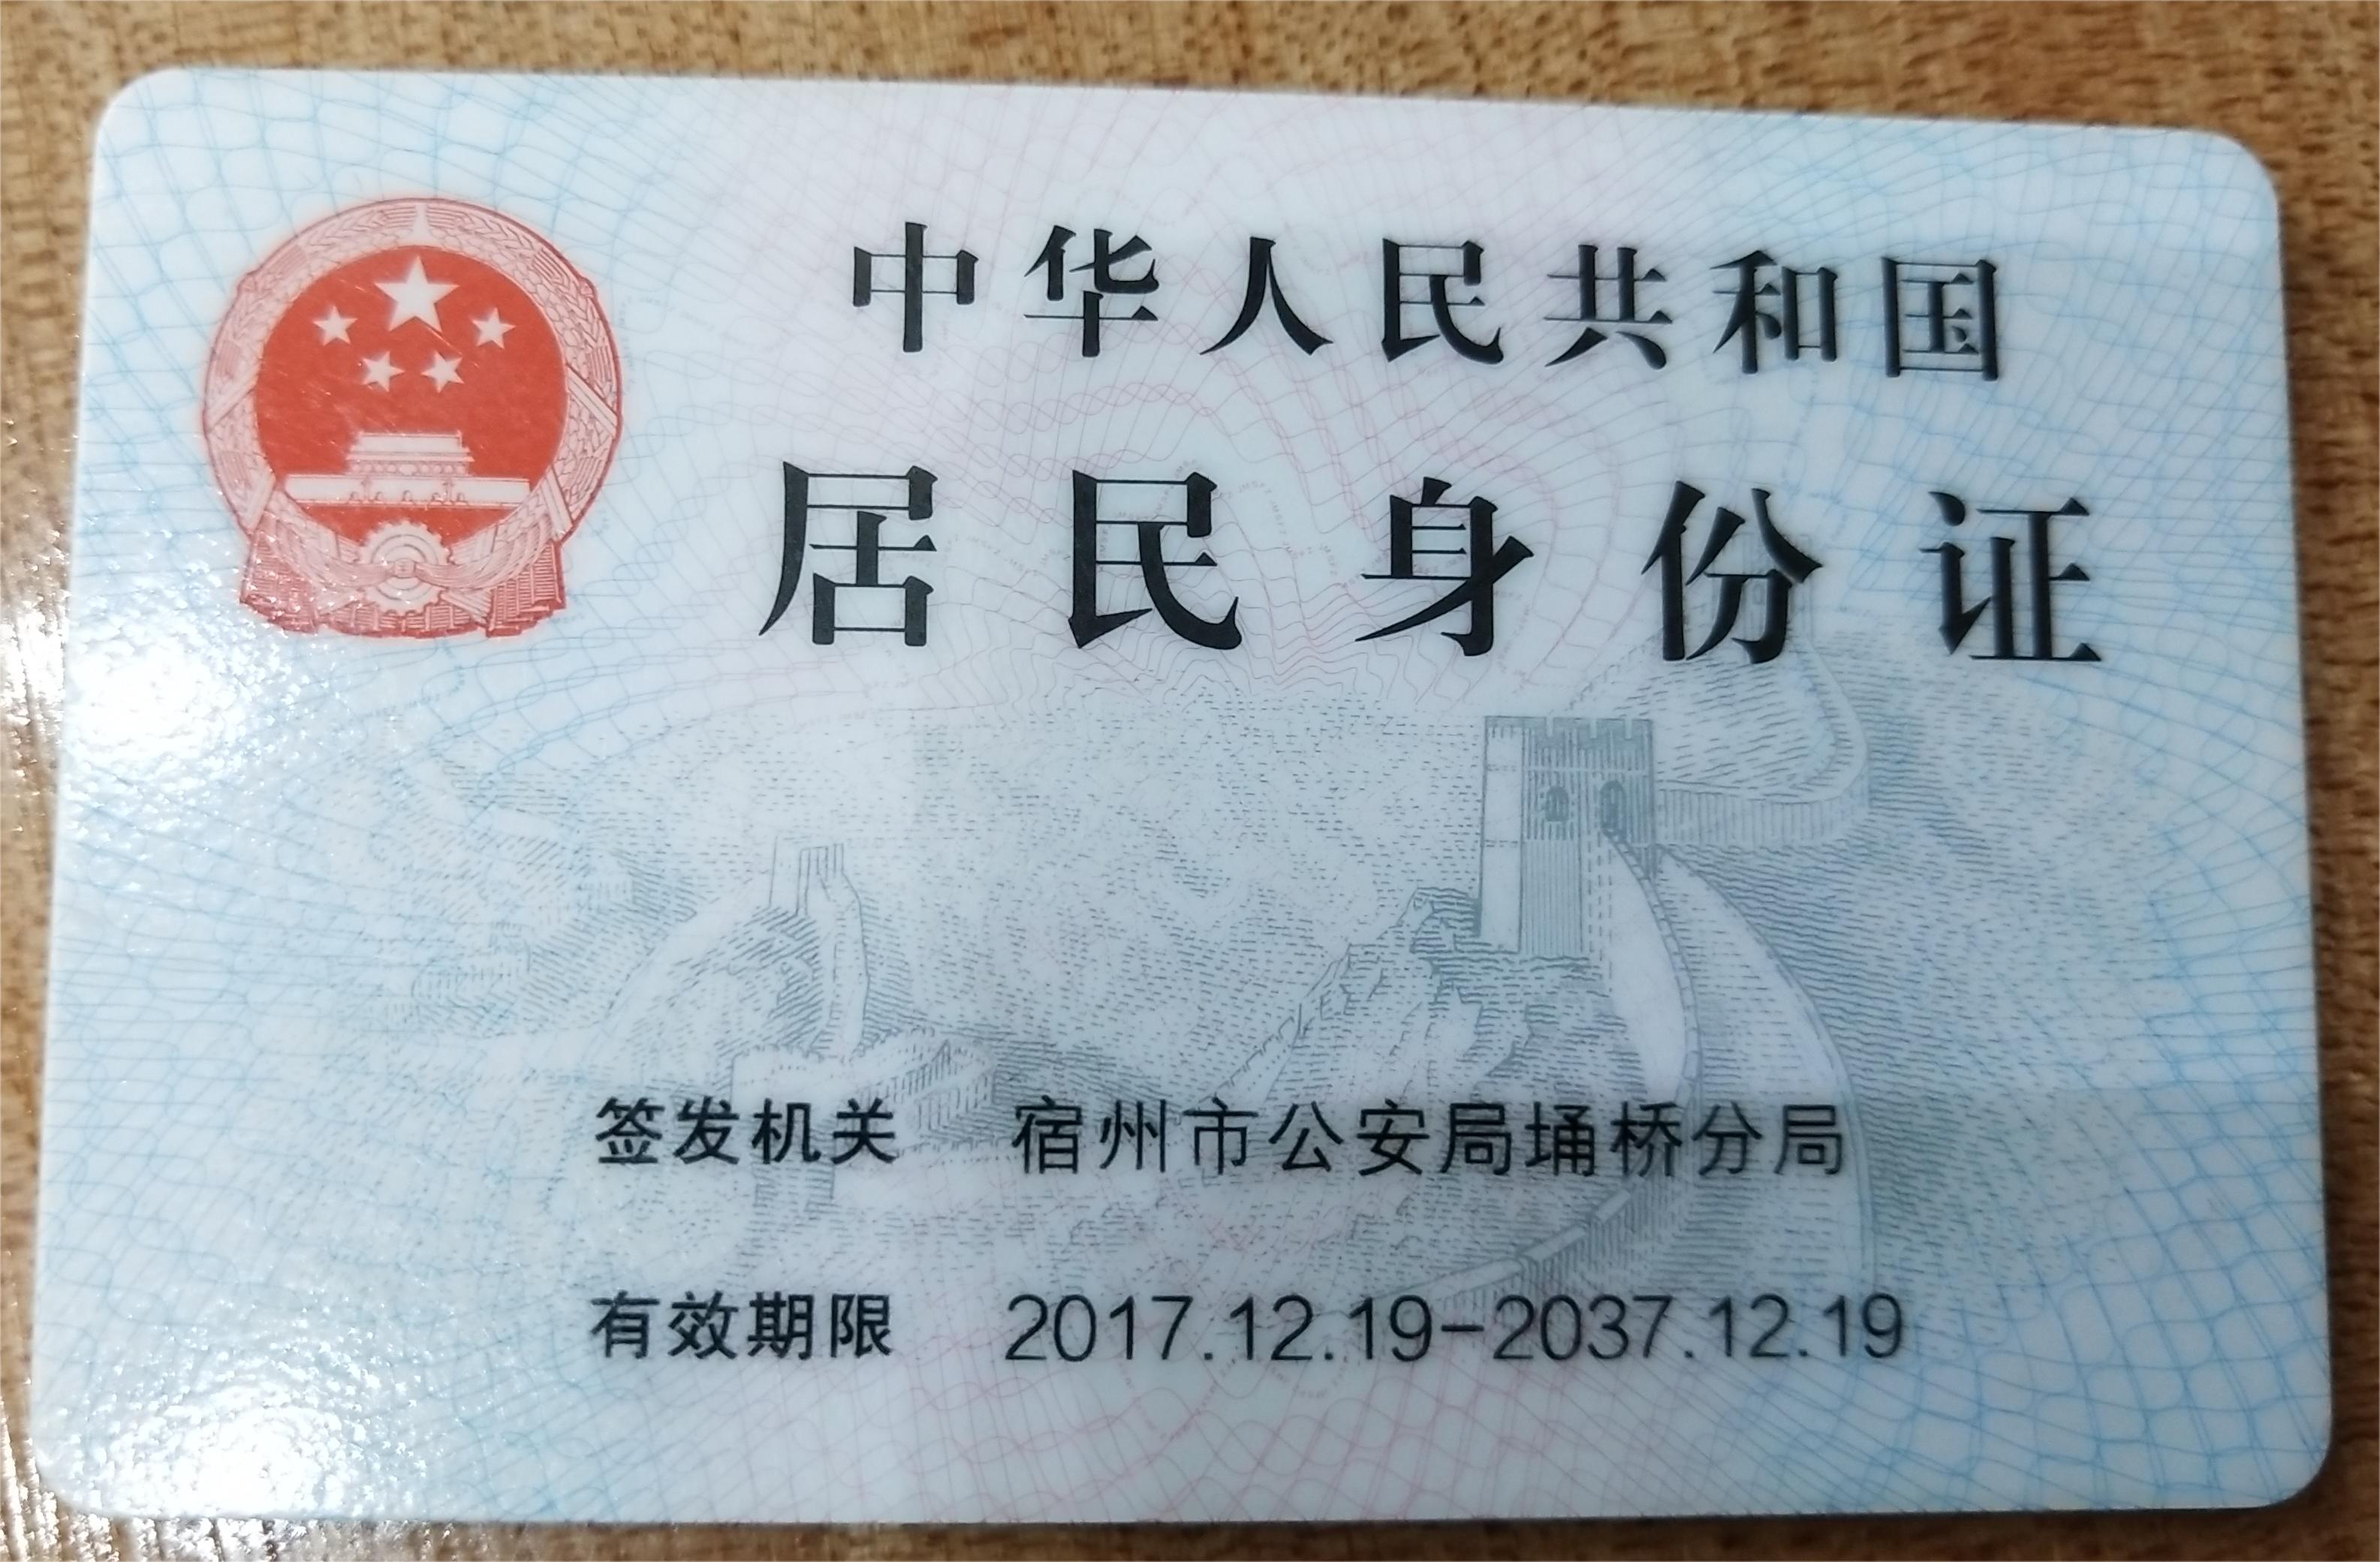 中华人民共和国
居民身份证
签发机关 宿州市公安局埇桥分局
有效期限 2017.12.19-2037.12.19